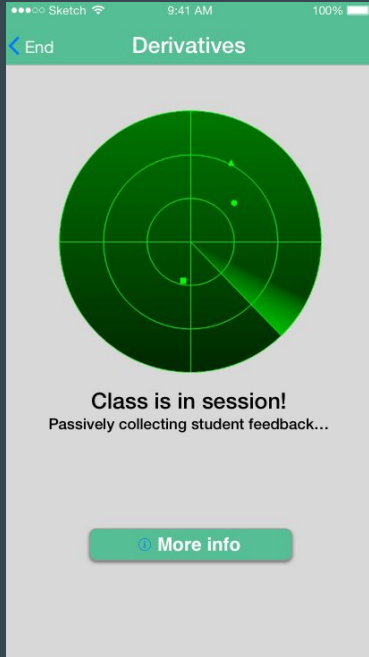 Sketch 9:41 AM 100%
End Derivatives
Class is in session!
Passively collecting student feedback...
More info